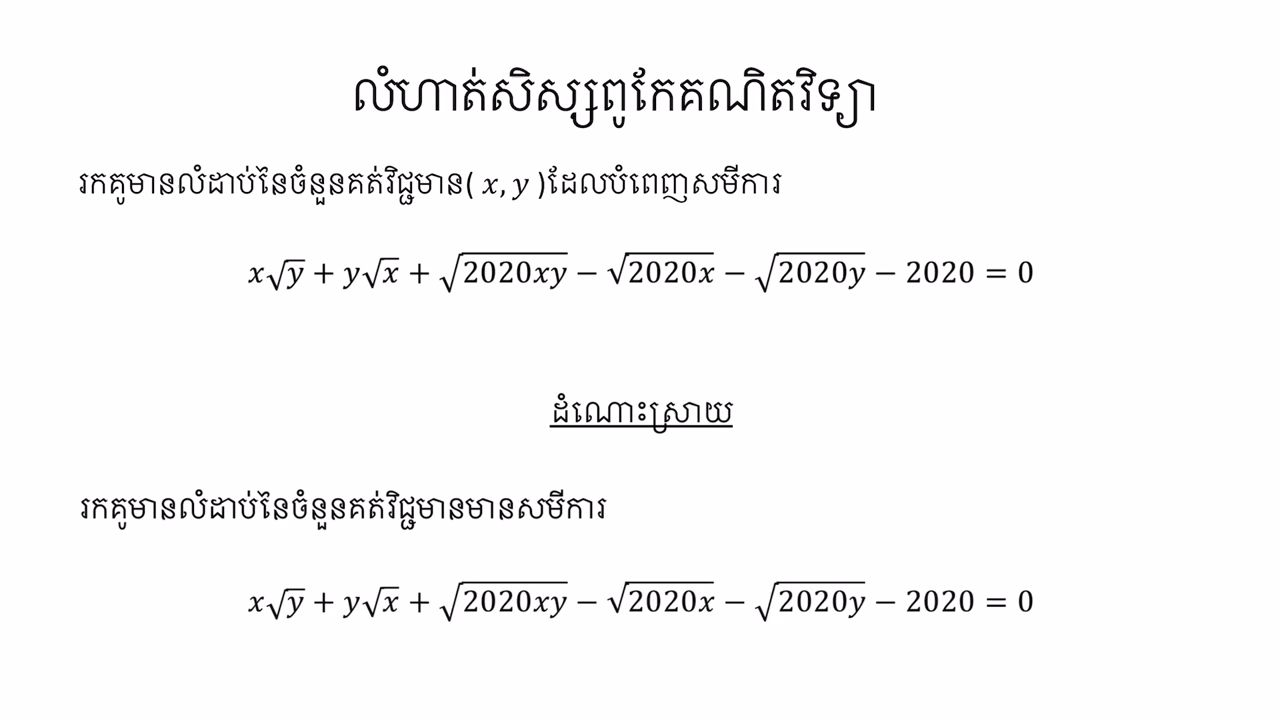 លំហាត់សិស្សពូកែគណិតវិទ្យា
រកគូមានលំដាប់នៃចំនួនគត់វិជ្ជមាន( x, y )ដែលបំពេញសមីការ
x√y + y√x + √2020xy − √2020x − √2020y − 2020 = 0
ដំណោះស្រាយ
រកគូមានលំដាប់នៃចំនួនគត់វិជ្ជមានមានសមីការ
x√y + y√x + √2020xy − √2020x − √2020y − 2020 = 0